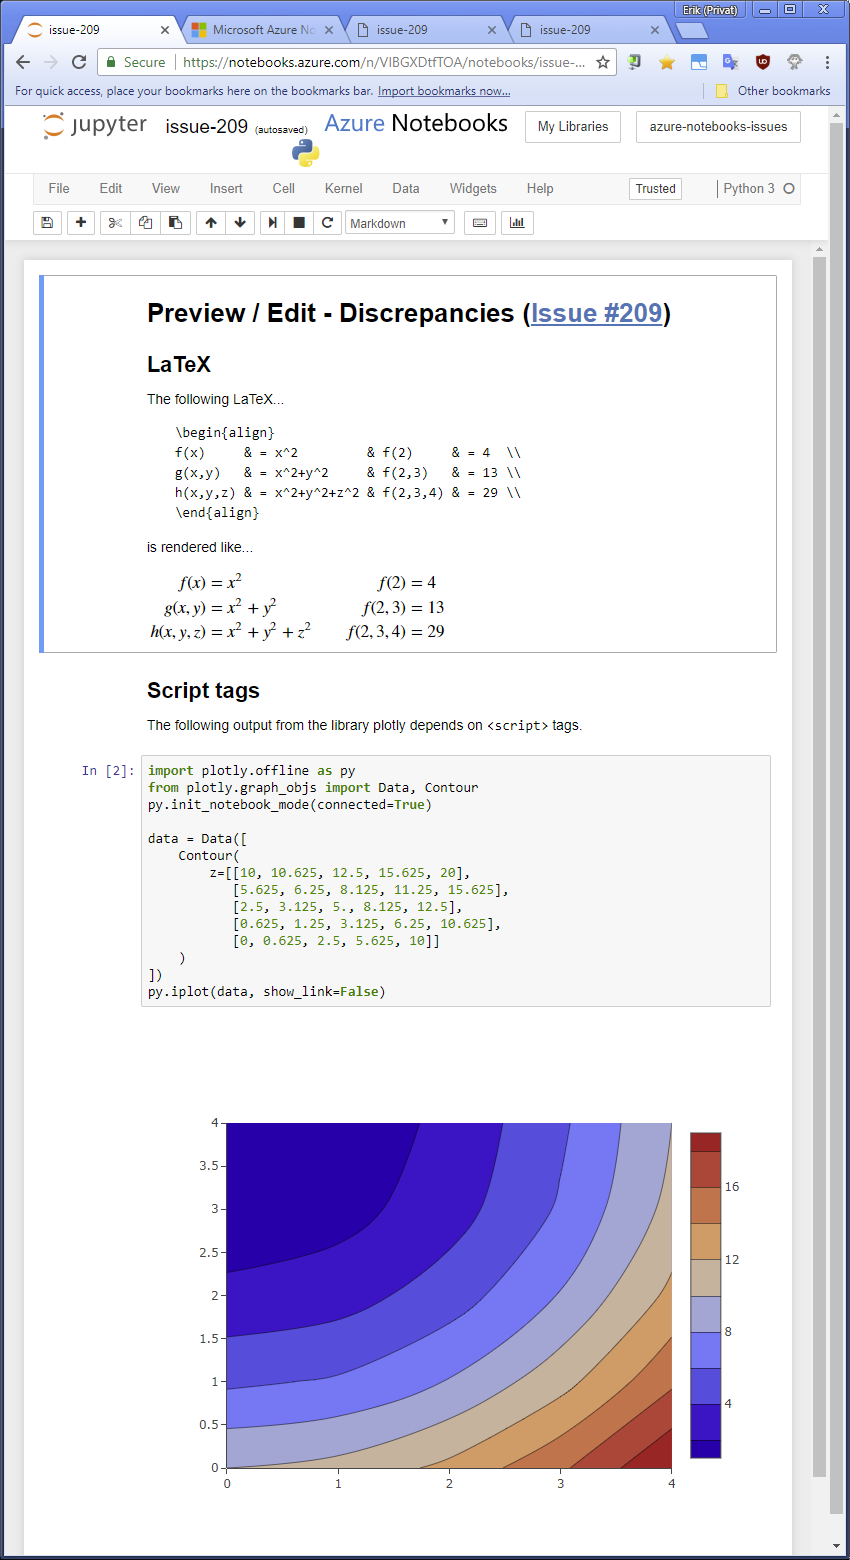 Erik (Privat)
issue-209
Microsoft Azure No
issue-209
issue-209
Secure https://notebooks.azure.com/n/VIBGXDtfTOA/notebooks/issue-...
For quick access, place your bookmarks here on the bookmarks bar. Import bookmarks now... Other bookmarks
jupyter issue-209 (autosaved) Azure Notebooks My Libraries azure-notebooks-issues
File Edit View Insert Cell Kernel Data Widgets Help Trusted Python 3
Markdown
Preview / Edit - Discrepancies (Issue #209)
LaTeX
The following LaTeX...
\begin{align}
f(x) & = x^2 & f(2) & = 4 \\
g(x,y) & = x^2+y^2 & f(2,3) & = 13 \\
h(x,y,z) & = x^2+y^2+z^2 & f(2,3,4) & = 29 \\
\end{align}
is rendered like...
f(x) = x² f(2) = 4
g(x, y) = x² + y² f(2, 3) = 13
h(x, y, z) = x² + y² + z² f(2, 3, 4) = 29
Script tags
The following output from the library plotly depends on <script> tags.
In [2]: import plotly.offline as py
from plotly.graph_objs import Data, Contour
py.init_notebook_mode(connected=True)
data = Data([
Contour(
z=[[10, 10.625, 12.5, 15.625, 20],
[5.625, 6.25, 8.125, 11.25, 15.625],
[2.5, 3.125, 5., 8.125, 12.5],
[0.625, 1.25, 3.125, 6.25, 10.625],
[0, 0.625, 2.5, 5.625, 10]]
)
])
py.iplot(data, show_link=False)
4
3.5
3
2.5
2
1.5
1
0.5
0
0 1 2 3 4
16
12
8
4